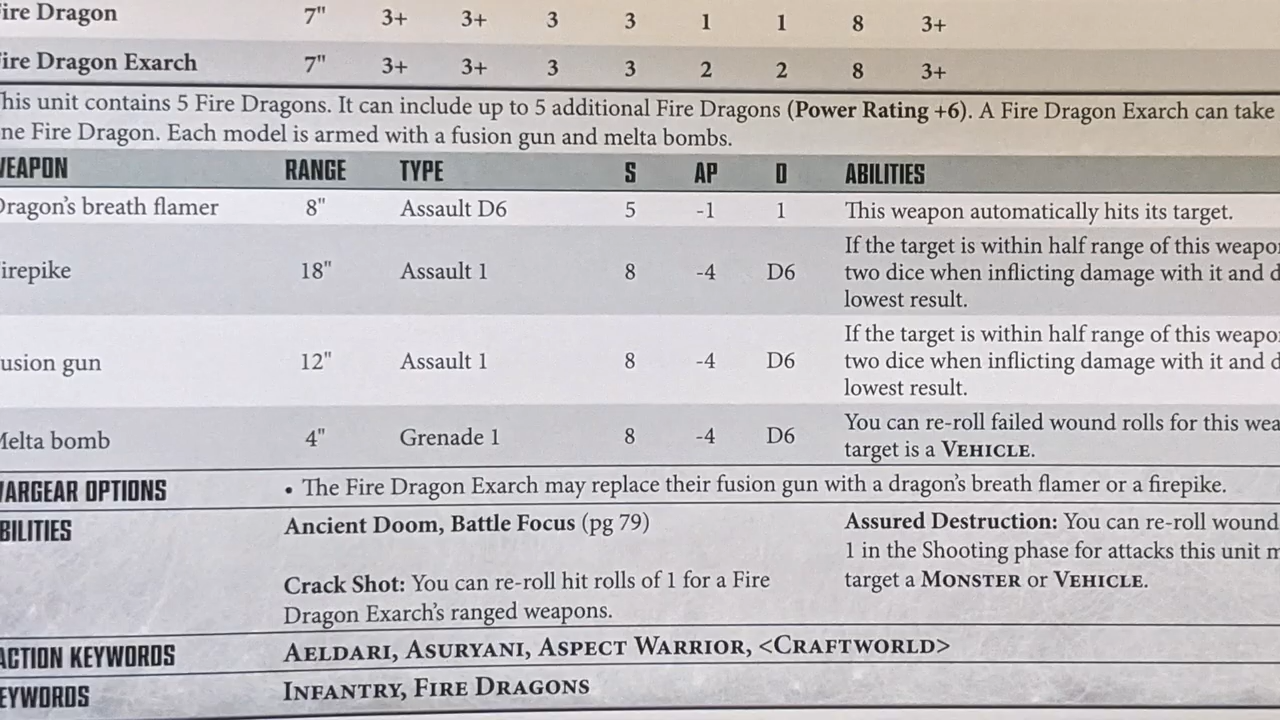 ire Dragon 7" 3+ 3+ 3 3 1 1 8 3+
ire Dragon Exarch 7" 3+ 3+ 3 3 2 2 8 3+
his unit contains 5 Fire Dragons. It can include up to 5 additional Fire Dragons (Power Rating +6). A Fire Dragon Exarch can take
ne Fire Dragon. Each model is armed with a fusion gun and melta bombs.
WEAPON RANGE TYPE S AP D ABILITIES
Dragon's breath flamer 8" Assault D6 5 -1 1 This weapon automatically hits its target.
irepike 18" Assault 1 8 -4 D6 If the target is within half range of this weapo
two dice when inflicting damage with it and d
lowest result.
usion gun 12" Assault 1 8 -4 D6 If the target is within half range of this weapo
two dice when inflicting damage with it and d
lowest result.
Melta bomb 4" Grenade 1 8 -4 D6 You can re-roll failed wound rolls for this wea
target is a VEHICLE.
WARGEAR OPTIONS • The Fire Dragon Exarch may replace their fusion gun with a dragon's breath flamer or a firepike.
BILITIES Ancient Doom, Battle Focus (pg 79)
Crack Shot: You can re-roll hit rolls of 1 for a Fire
Dragon Exarch's ranged weapons.
Assured Destruction: You can re-roll wound
1 in the Shooting phase for attacks this unit m
target a MONSTER or VEHICLE.
ACTION KEYWORDS AELDARI, ASURYANI, ASPECT WARRIOR, <CRAFTWORLD>
EYWORDS INFANTRY, FIRE DRAGONS